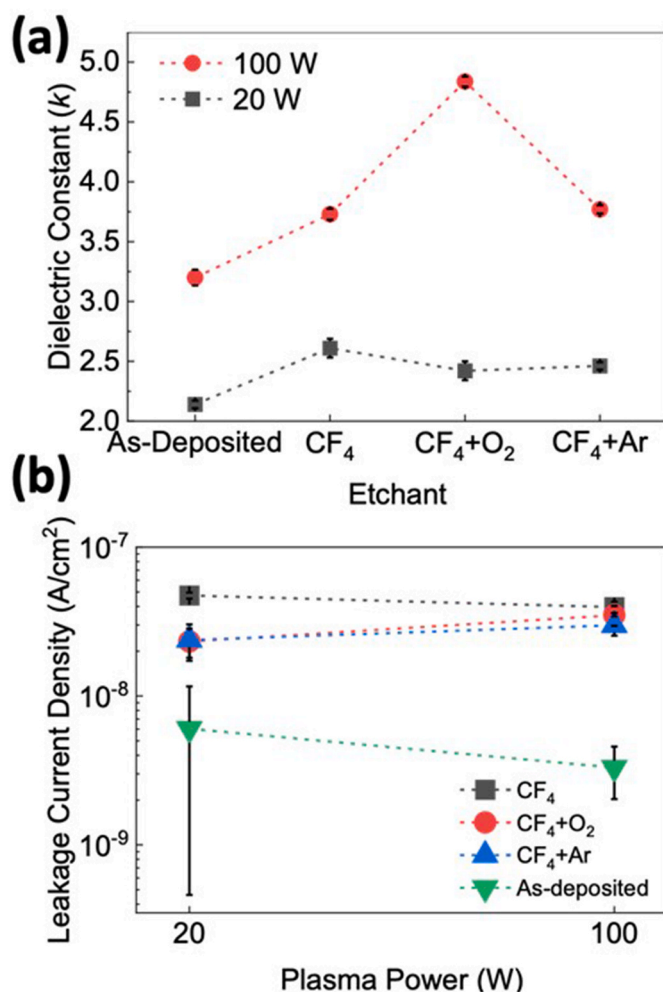 (a)
100 W
20 W
5.0
4.5
4.0
3.5
3.0
2.5
2.0
Dielectric Constant (k)
As-Deposited CF₄ CF₄+O₂ CF₄+Ar
Etchant
(b)
10⁻⁷
10⁻⁸
10⁻⁹
Leakage Current Density (A/cm²)
CF₄
CF₄+O₂
CF₄+Ar
As-deposited
20 100
Plasma Power (W)